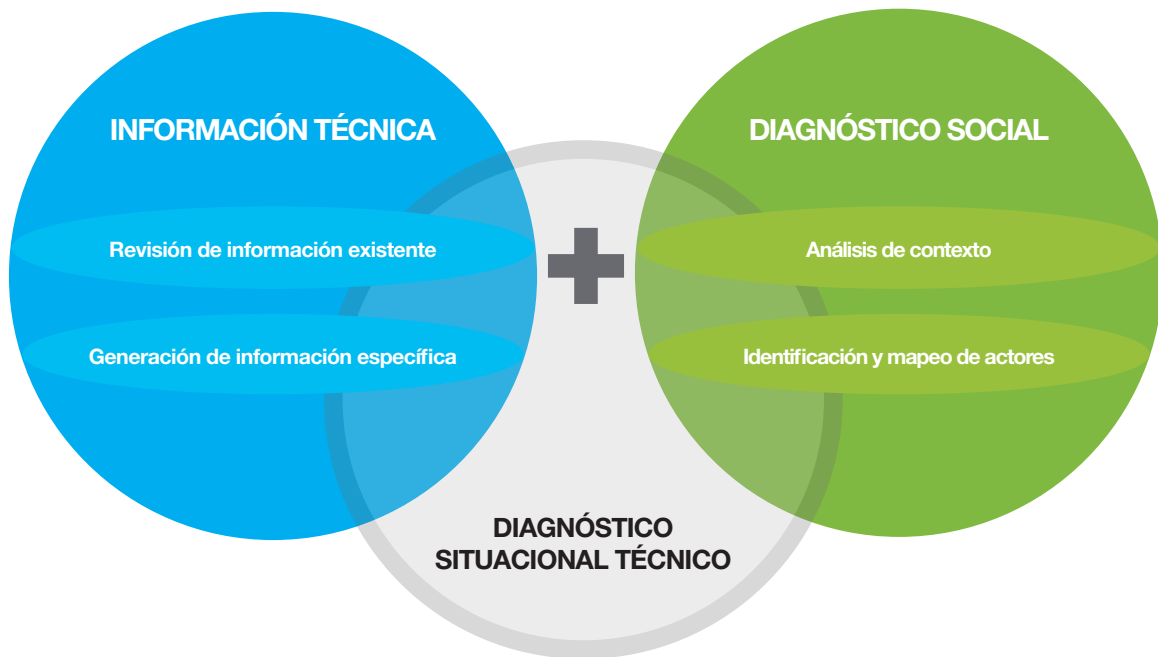 INFORMACIÓN TÉCNICA
Revisión de información existente
Generación de información específica
DIAGNÓSTICO SOCIAL
Análisis de contexto
Identificación y mapeo de actores
DIAGNÓSTICO
SITUACIONAL TÉCNICO